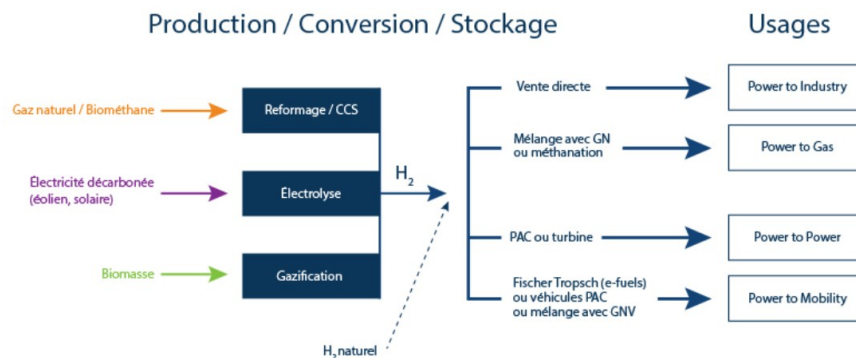 Production / Conversion / Stockage
Usages
Gaz naturel / Biométhane
Reformage / CCS
Électricité décarbonée
(éolien, solaire)
Électrolyse
Biomasse
Gazification
H₂
H₂ naturel
Vente directe
Power to Industry
Mélange avec GN
ou méthanation
Power to Gas
PAC ou turbine
Power to Power
Fischer Tropsch (e-fuels)
ou véhicules PAC
ou mélange avec GNV
Power to Mobility